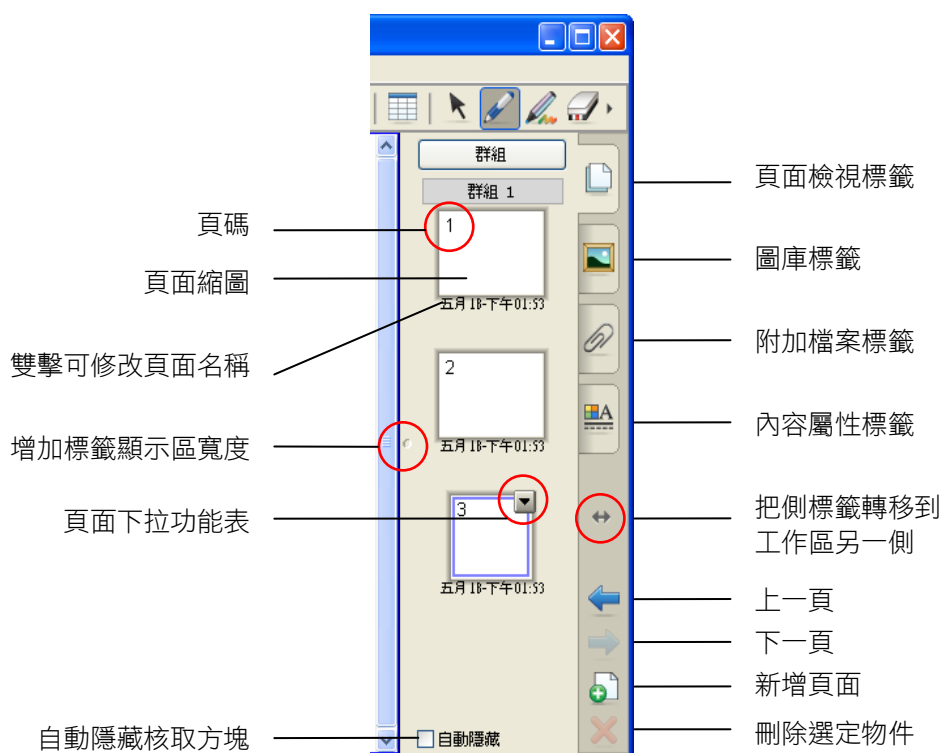 群組
群組 1
1
五月 18-下午01:53
2
五月 18-下午01:53
3
五月 18-下午01:53
自動隱藏
頁碼
頁面縮圖
雙擊可修改頁面名稱
增加標籤顯示區寬度
頁面下拉功能表
自動隱藏核取方塊
頁面檢視標籤
圖庫標籤
附加檔案標籤
內容屬性標籤
把側標籤轉移到
工作區另一側
上一頁
下一頁
新增頁面
刪除選定物件